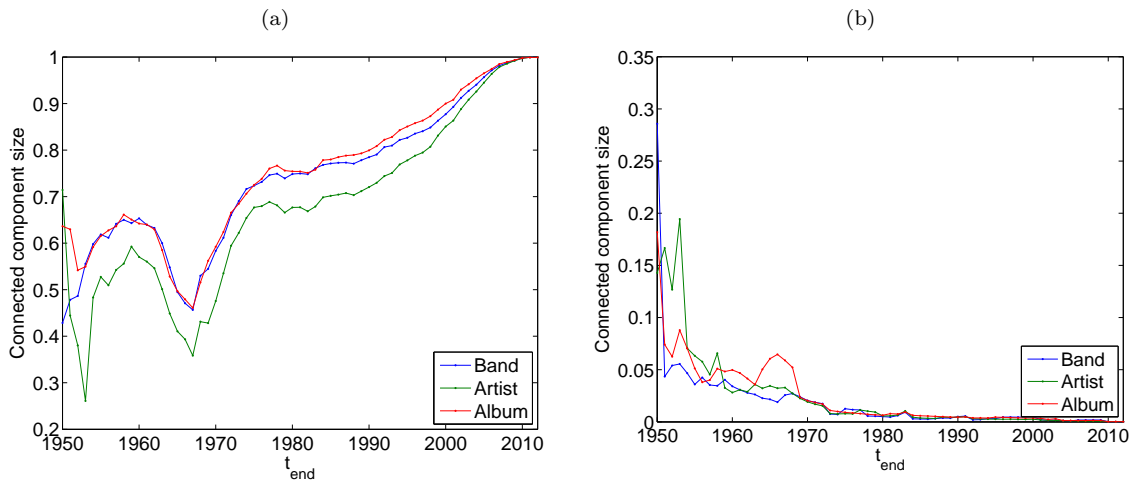 (a)
Connected component size
1
0.9
0.8
0.7
0.6
0.5
0.4
0.3
0.2
1950 1960 1970 1980 1990 2000 2010
t_end
Band
Artist
Album
(b)
Connected component size
0.35
0.3
0.25
0.2
0.15
0.1
0.05
0
1950 1960 1970 1980 1990 2000 2010
t_end
Band
Artist
Album